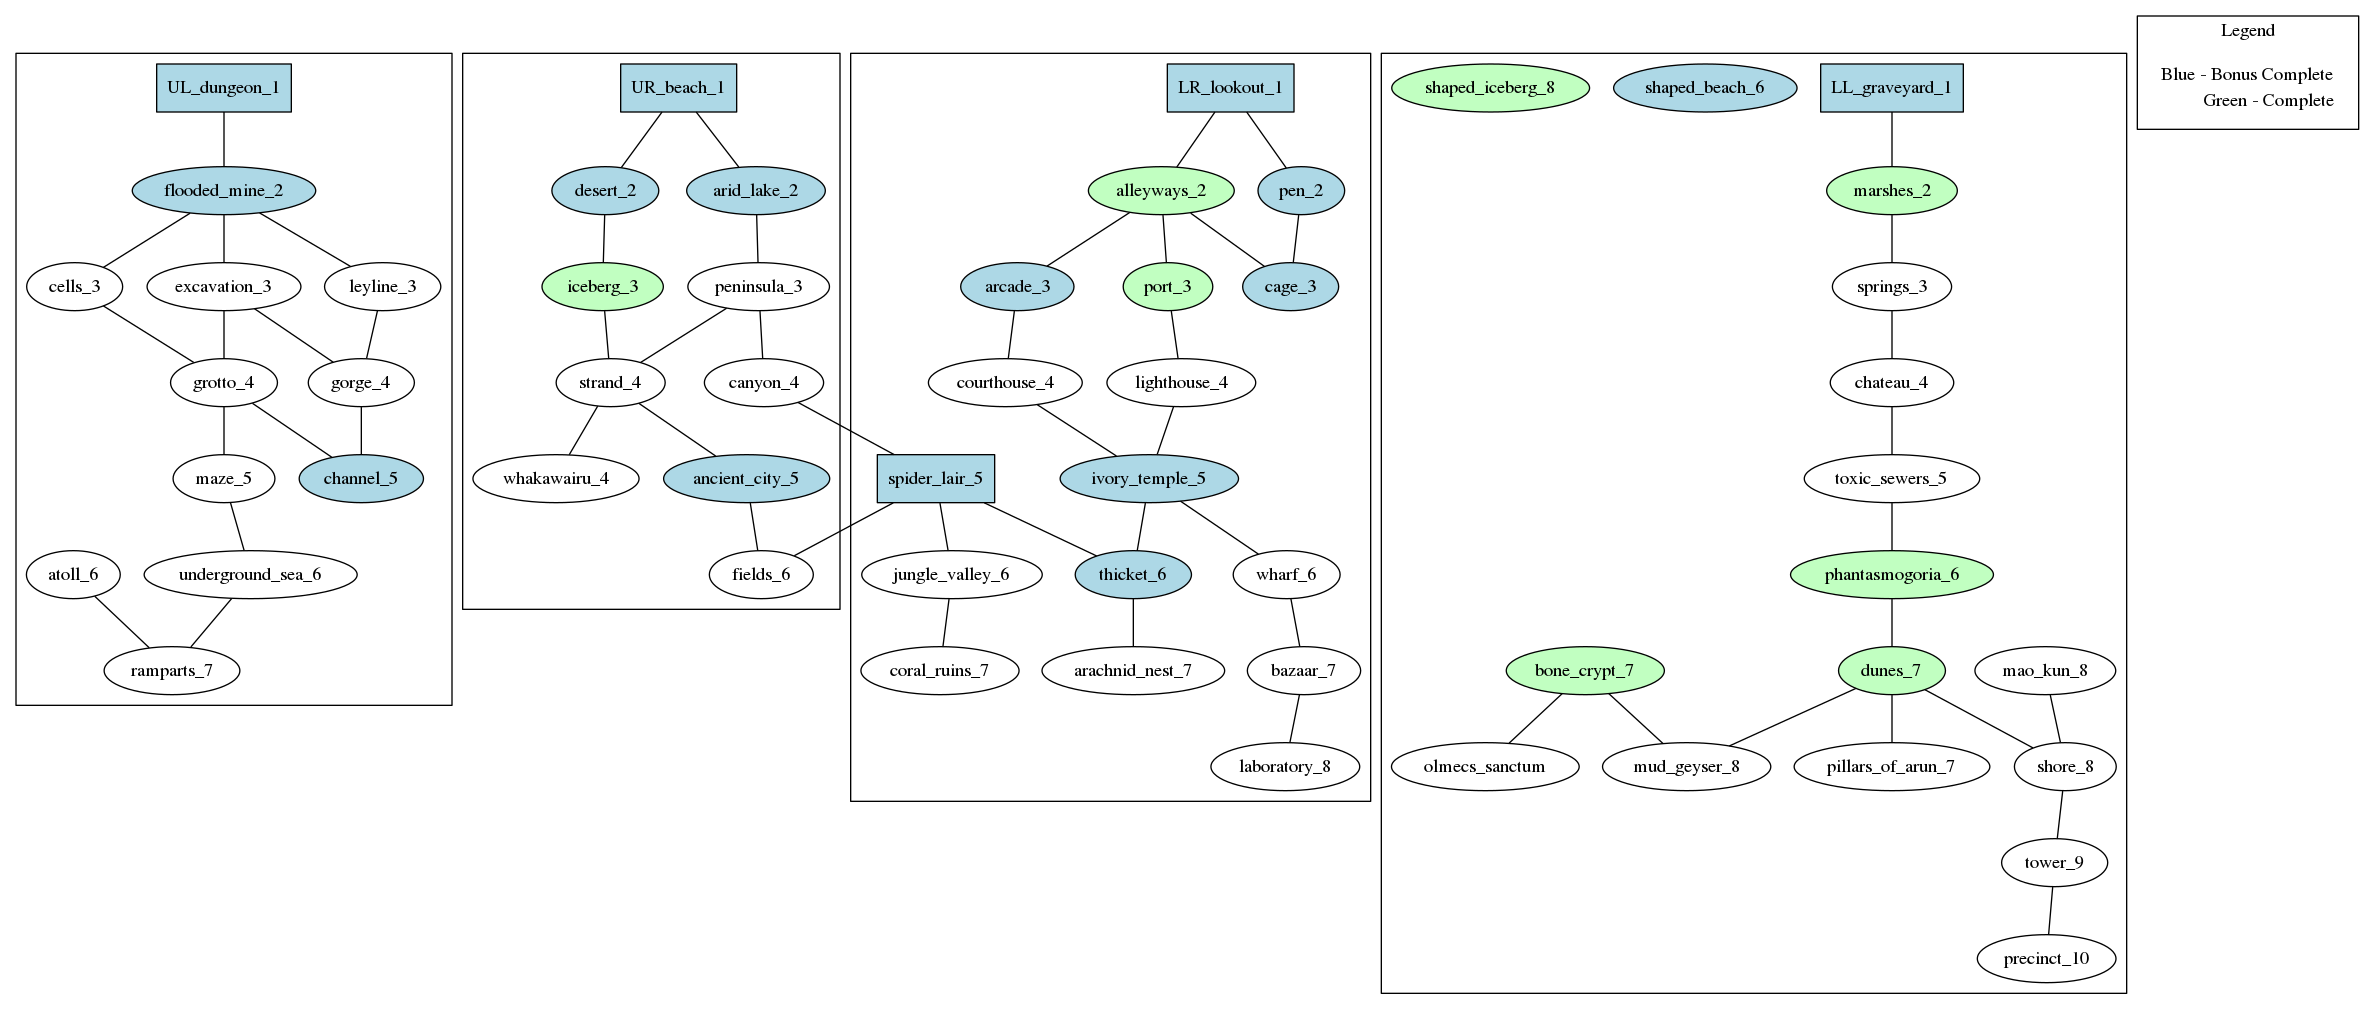 Legend
Blue - Bonus Complete
Green - Complete
UL_dungeon_1
flooded_mine_2
cells_3
excavation_3
leyline_3
grotto_4
gorge_4
maze_5
channel_5
atoll_6
underground_sea_6
ramparts_7
UR_beach_1
desert_2
arid_lake_2
iceberg_3
peninsula_3
strand_4
canyon_4
whakawairu_4
ancient_city_5
fields_6
LR_lookout_1
alleyways_2
pen_2
arcade_3
port_3
cage_3
courthouse_4
lighthouse_4
spider_lair_5
ivory_temple_5
jungle_valley_6
thicket_6
wharf_6
coral_ruins_7
arachnid_nest_7
bazaar_7
laboratory_8
shaped_iceberg_8
shaped_beach_6
LL_graveyard_1
marshes_2
springs_3
chateau_4
toxic_sewers_5
phantasmogoria_6
bone_crypt_7
dunes_7
mao_kun_8
olmecs_sanctum
mud_geyser_8
pillars_of_arun_7
shore_8
tower_9
precinct_10